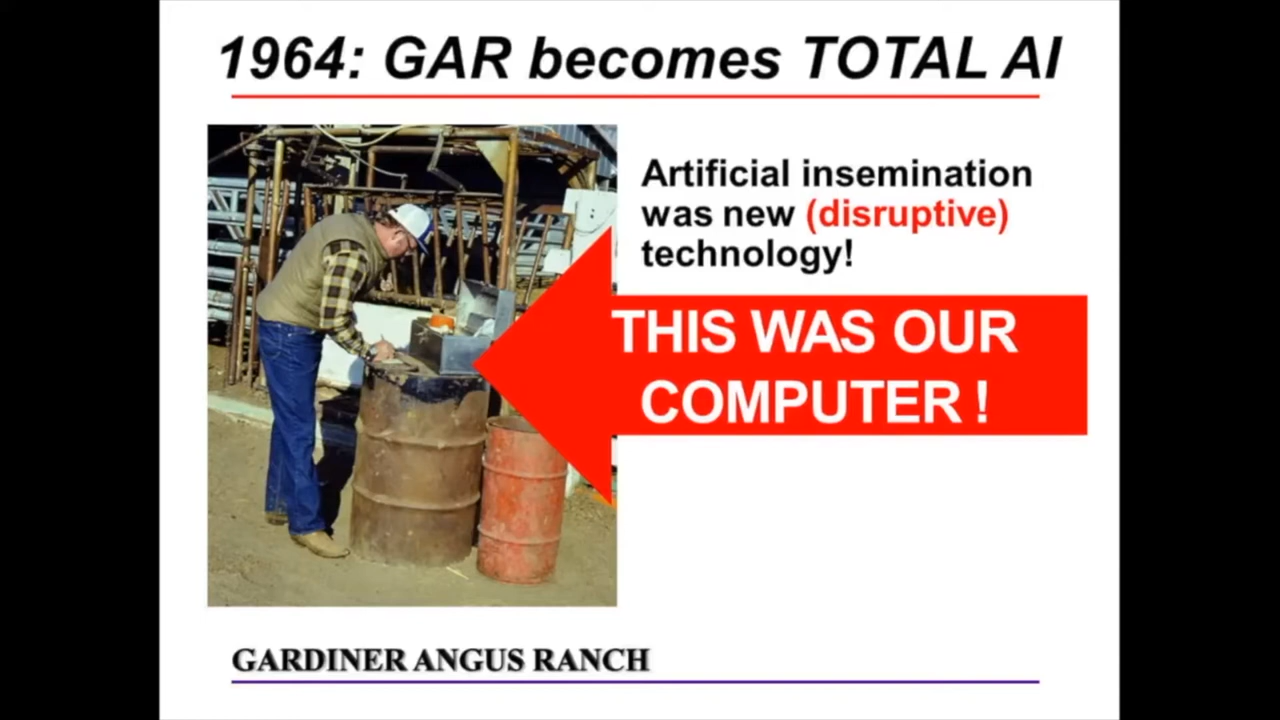 1964: GAR becomes TOTAL AI
Artificial insemination
was new (disruptive)
technology!
THIS WAS OUR
COMPUTER !
GARDINER ANGUS RANCH